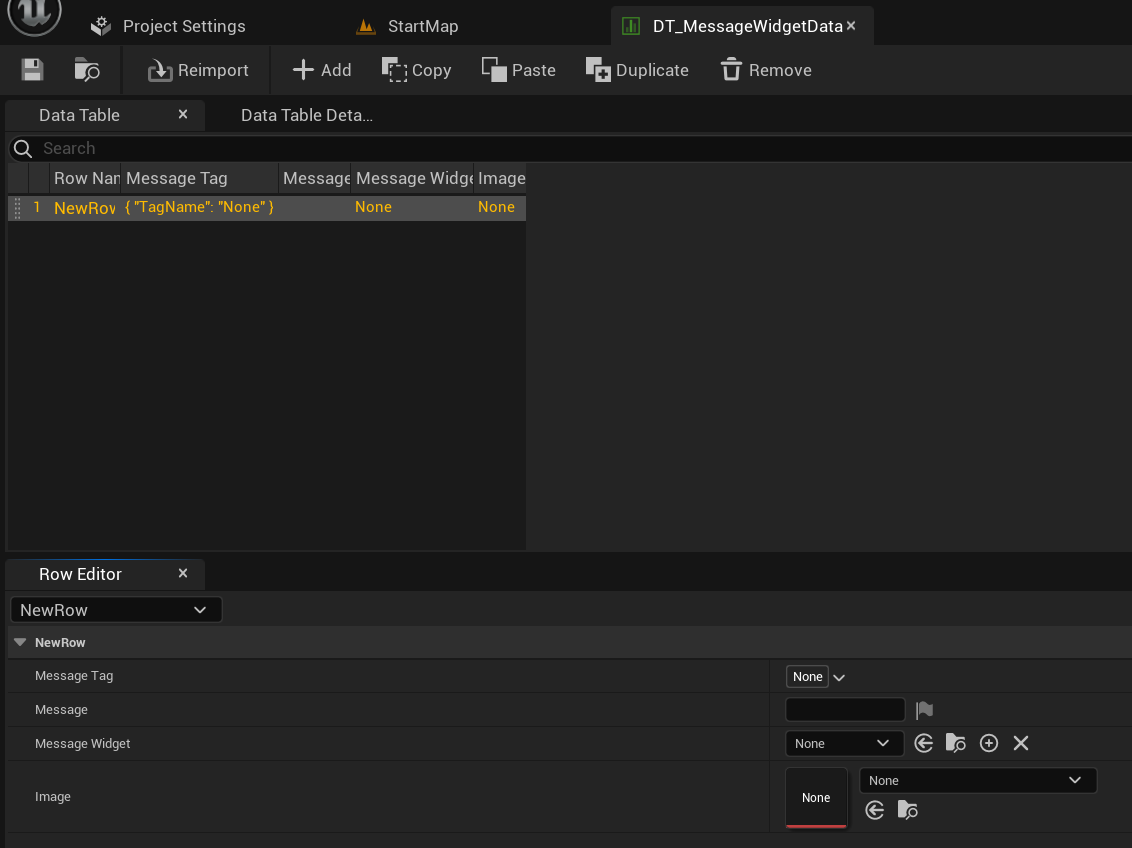 Project Settings
StartMap
DT_MessageWidgetData
Reimport
Add
Copy
Paste
Duplicate
Remove
Data Table
Data Table Deta...
Search
Row Nan Message Tag Message Message Widge Image
1 NewRov { "TagName": "None" } None None
Row Editor
NewRow
NewRow
Message Tag
None
Message
Message Widget
None
Image
None
None